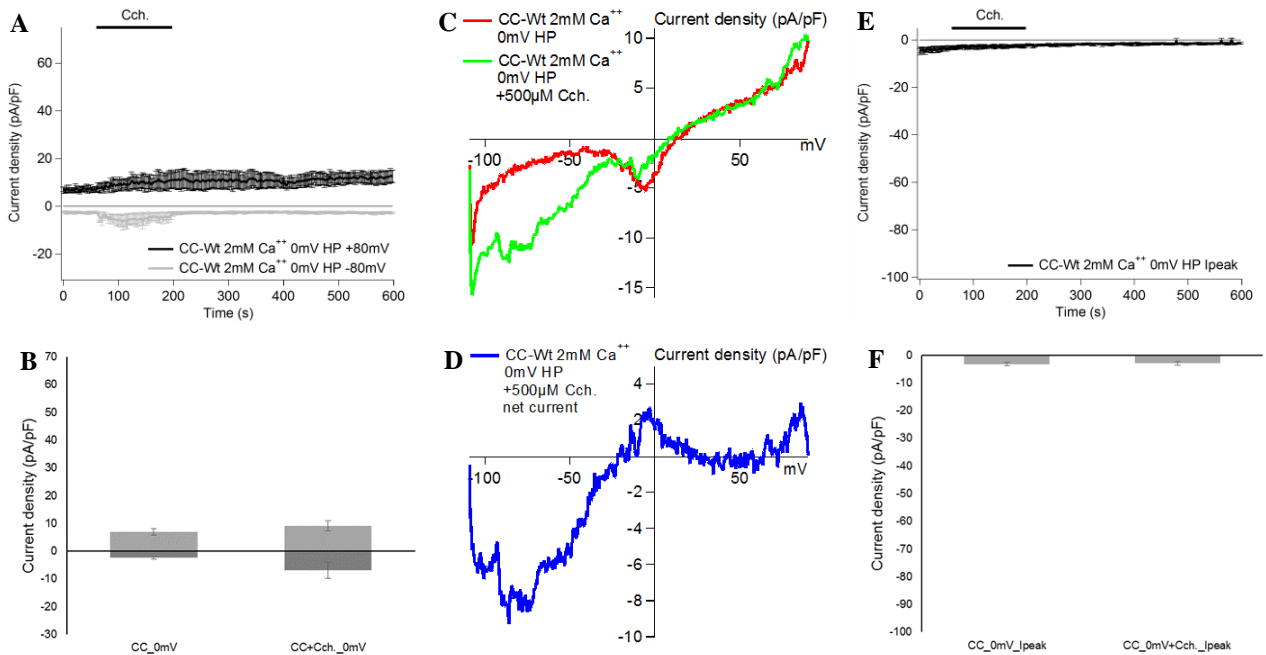 A
Cch.
Current density (pA/pF)
60
40
20
0
-20
CC-Wt 2mM Ca++ 0mV HP +80mV
CC-Wt 2mM Ca++ 0mV HP -80mV
0 100 200 300 400 500 600
Time (s)
C
CC-Wt 2mM Ca++
0mV HP
CC-Wt 2mM Ca++
0mV HP
+500µM Cch.
Current density (pA/pF)
10
5
-5
-10
-15
-100 -50 50
mV
E
Cch.
Current density (pA/pF)
0
-20
-40
-60
-80
-100
CC-Wt 2mM Ca++ 0mV HP Ipeak
0 100 200 300 400 500 600
Time (s)
B
Current density (pA/pF)
70
60
50
40
30
20
10
0
-10
-20
-30
CC_0mV
CC+Cch._0mV
D
CC-Wt 2mM Ca++
0mV HP
+500µM Cch.
net current
Current density (pA/pF)
4
2
-2
-4
-6
-8
-10
-100 -50 50
mV
F
Current density (pA/pF)
0
-10
-20
-30
-40
-50
-60
-70
-80
-90
-100
CC_0mV_Ipeak
CC_0mV+Cch._Ipeak